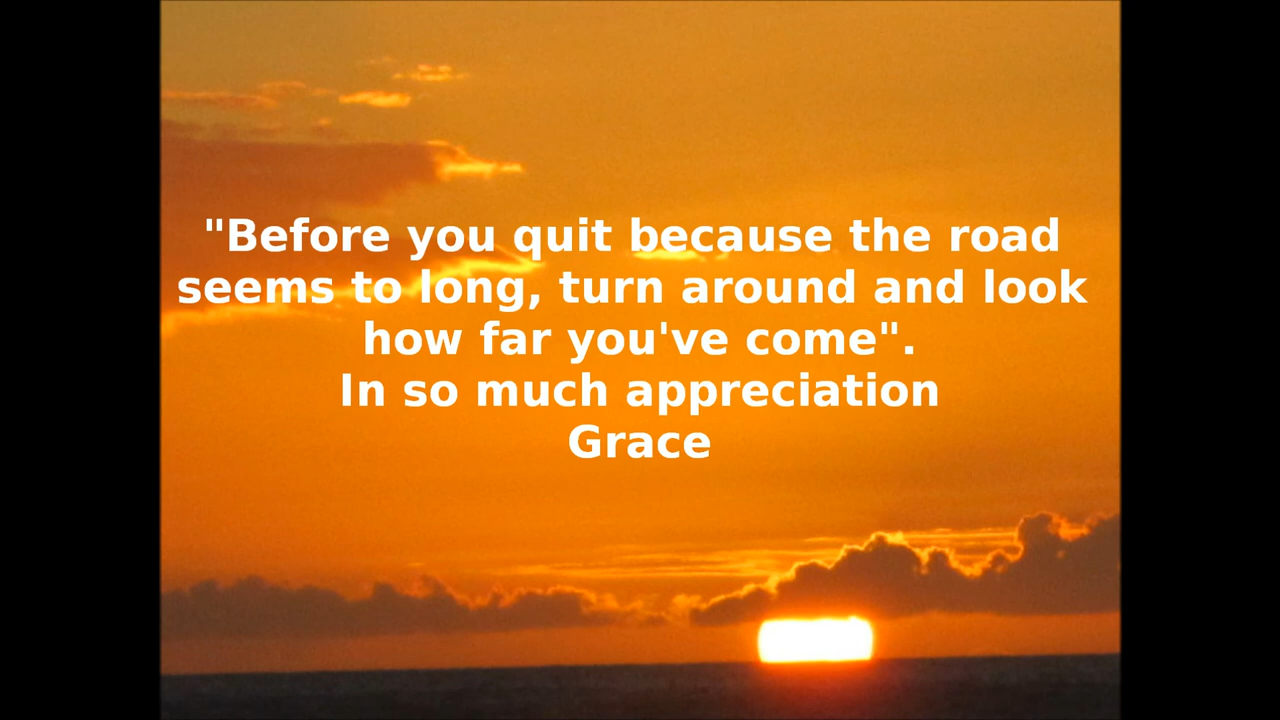 "Before you quit because the road
seems to long, turn around and look
how far you've come".
In so much appreciation
Grace